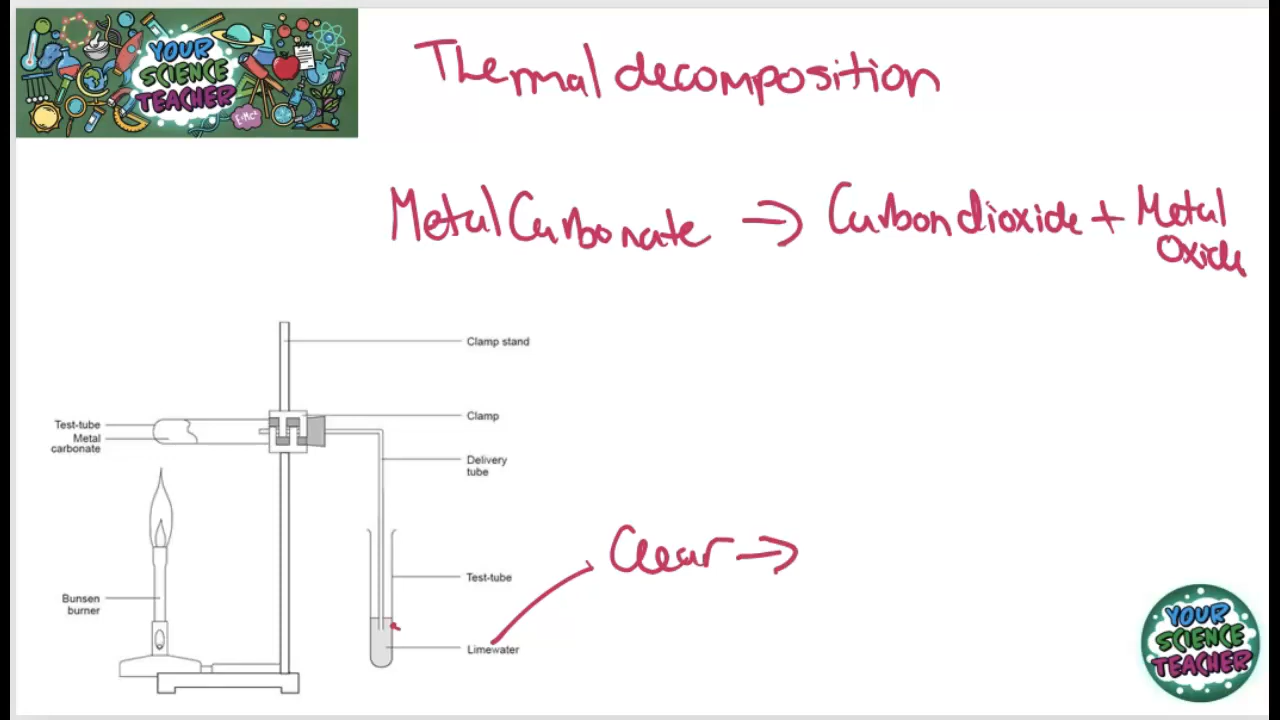 YOUR
SCIENCE
TEACHER
E=MC²
Thermal decomposition
Metal Carbonate → Carbon dioxide + Metal
Oxide
Clamp stand
Test-tube
Metal
carbonate
Clamp
Delivery
tube
Clear →
Test-tube
Bunsen
burner
Limewater
YOUR
SCIENCE
TEACHER